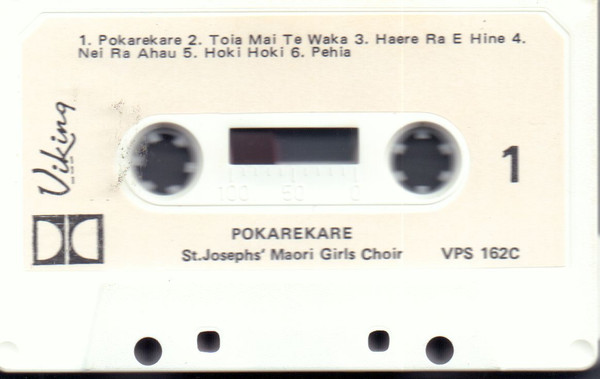 1. Pokarekare 2. Toia Mai Te Waka 3. Haere Ra E Hine 4.
Nei Ra Ahau 5. Hoki Hoki 6. Pehia
Viking
1
100 50 0
POKAREKARE
St.Josephs' Maori Girls Choir VPS 162C